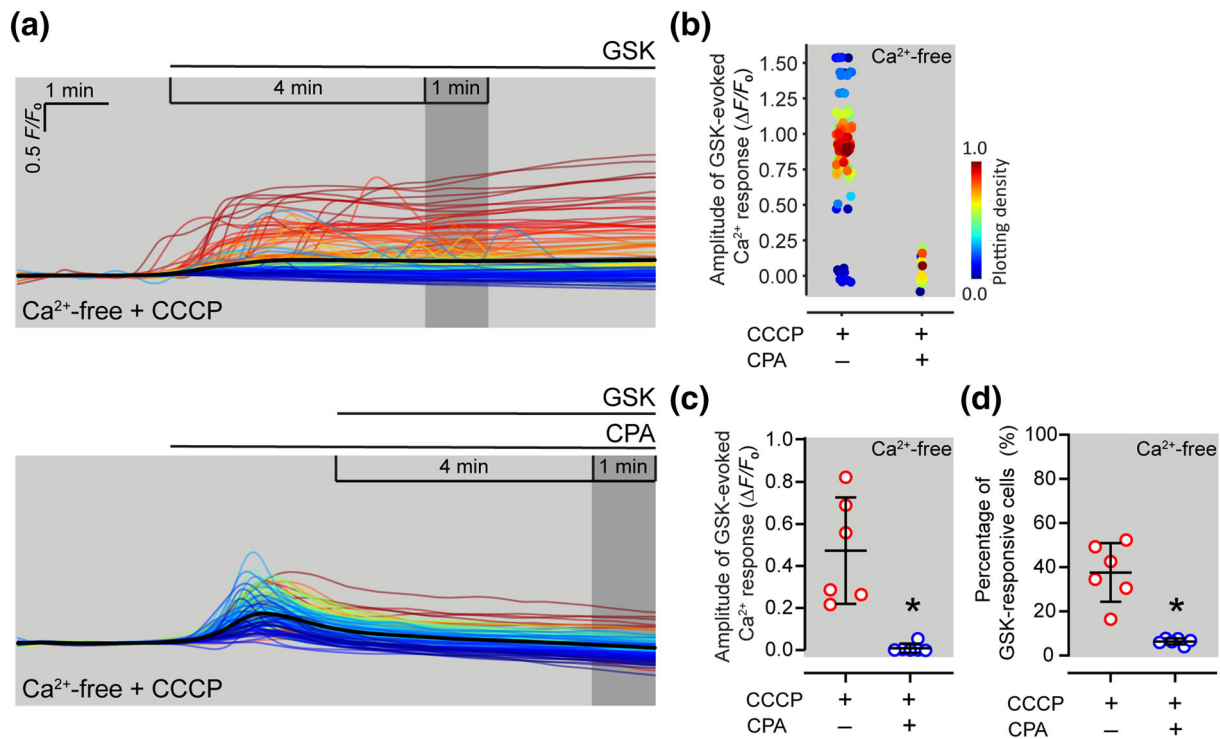 (a)
GSK
1 min
4 min
1 min
0.5 F/Fo
Ca²⁺-free + CCCP
GSK
CPA
4 min
1 min
Ca²⁺-free + CCCP
(b)
Ca²⁺-free
Amplitude of GSK-evoked
Ca²⁺ response (ΔF/Fo)
1.50
1.25
1.00
0.75
0.50
0.25
0.00
1.0
0.0
Plotting density
CCCP + +
CPA – +
(c)
Ca²⁺-free
Amplitude of GSK-evoked
Ca²⁺ response (ΔF/Fo)
1.0
0.8
0.6
0.4
0.2
0.0
*
CCCP + +
CPA – +
(d)
Ca²⁺-free
Percentage of
GSK-responsive cells (%)
100
80
60
40
20
0
*
CCCP + +
CPA – +